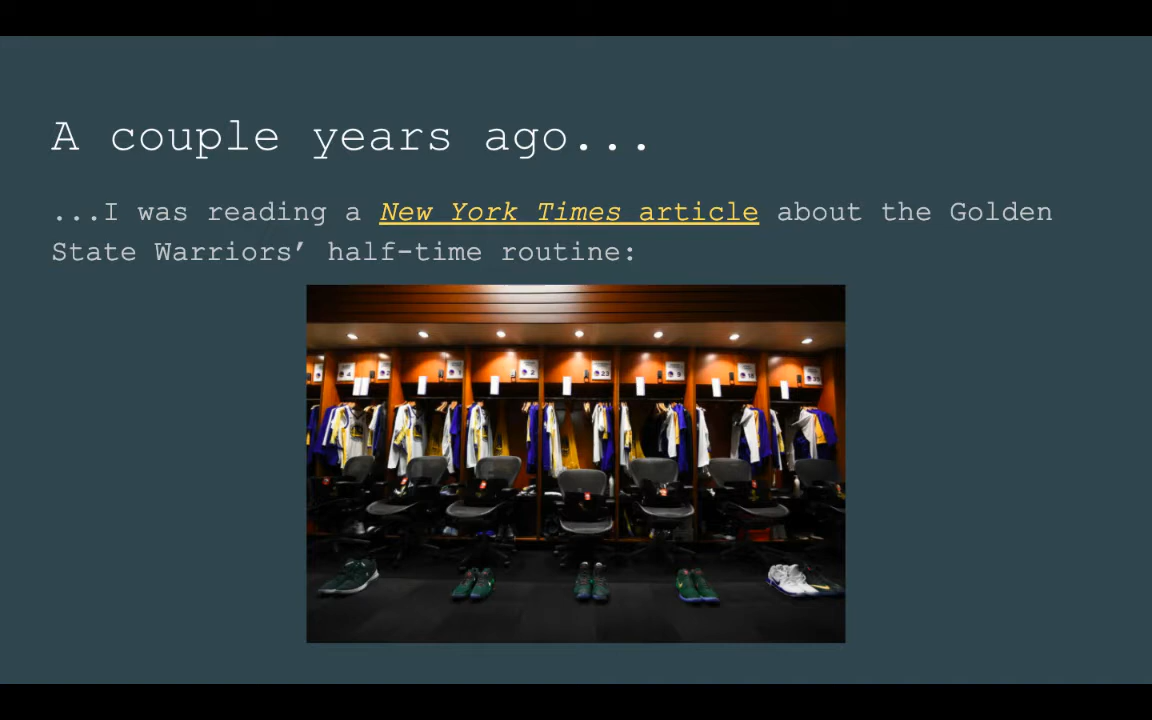 A couple years ago...
...I was reading a New York Times article about the Golden
State Warriors’ half-time routine: